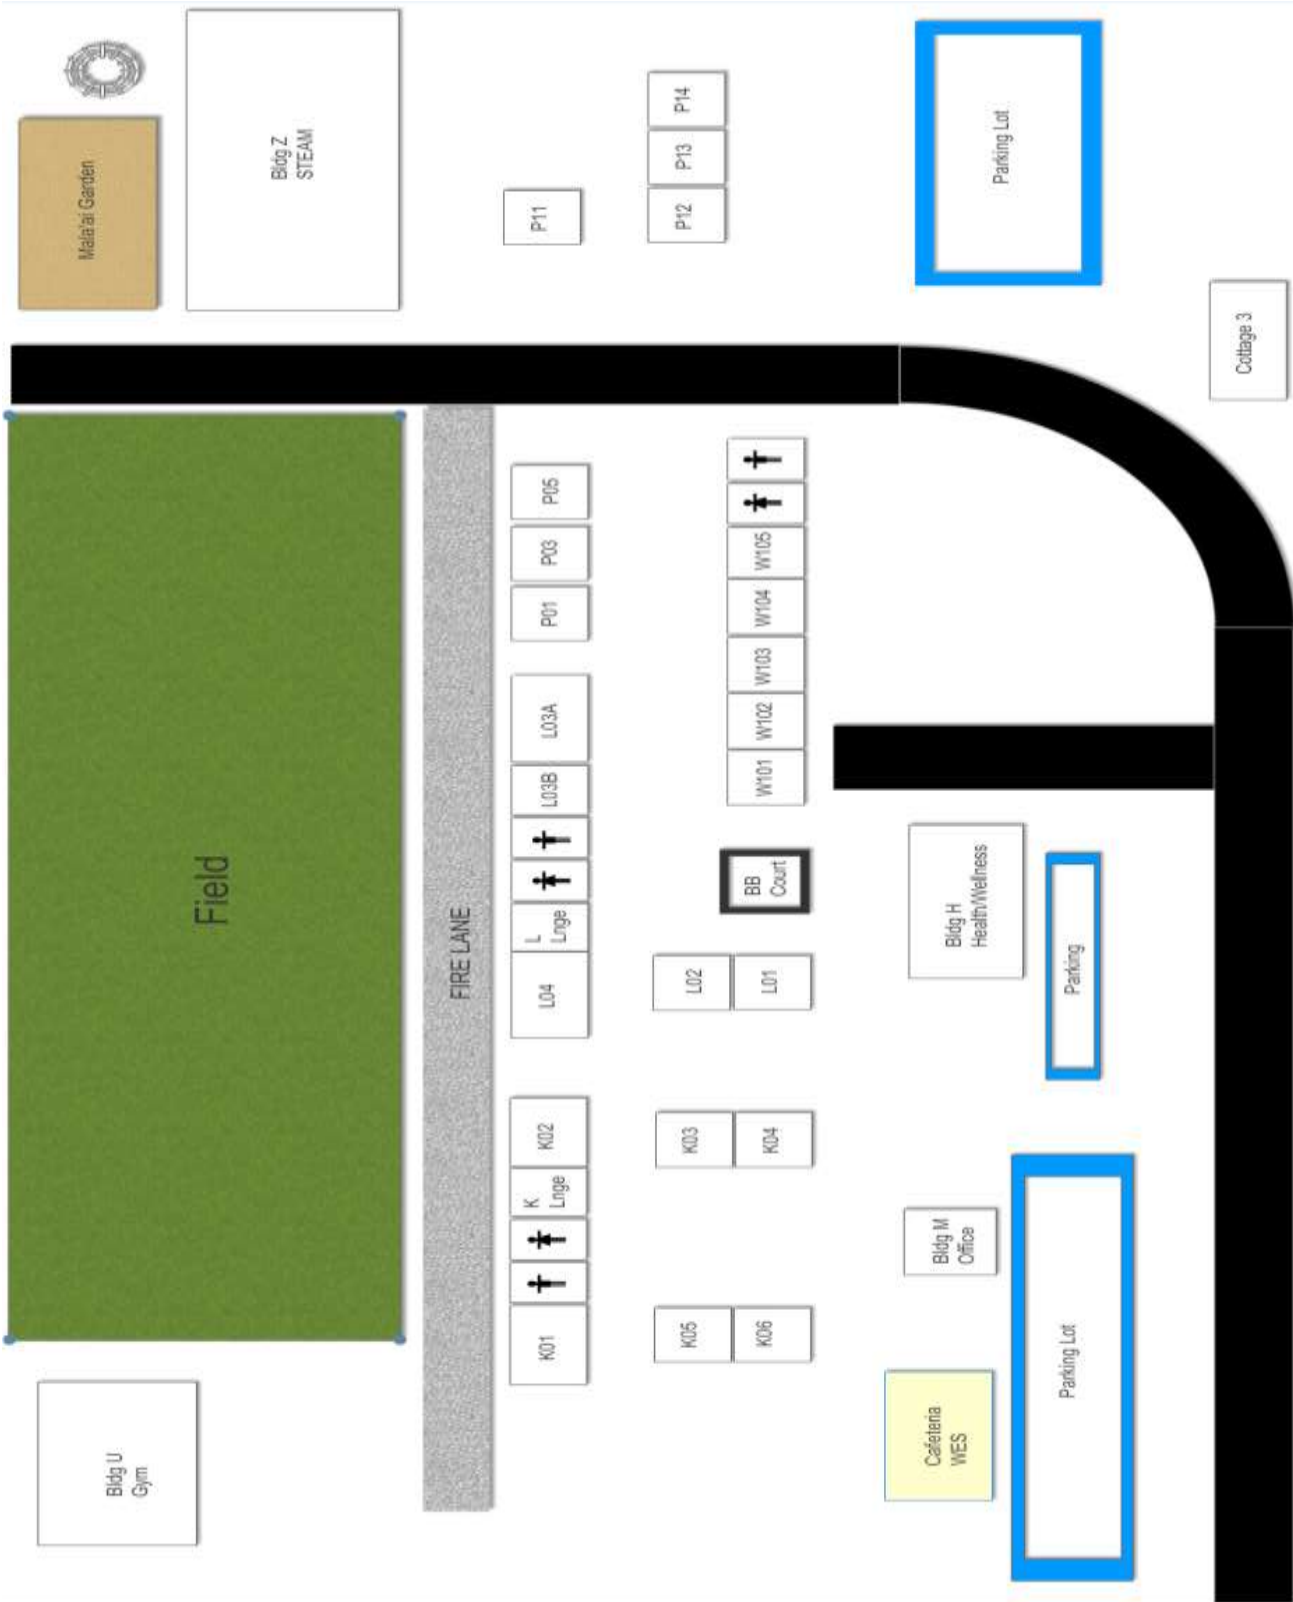 Bldg U
Gym
Field
Mala'ai Garden
Bldg Z
STEAM
FIRE LANE
K01
K
Lnge
K02
L04
L
Lnge
L03B
L03A
P01
P03
P05
P11
K05
K03
L02
P12
P13
P14
K06
K04
L01
BB
Court
W101
W102
W103
W104
W105
Cafeteria
WES
Bldg M
Office
Bldg H
Health/Wellness
Parking Lot
Parking Lot
Parking
Cottage 3